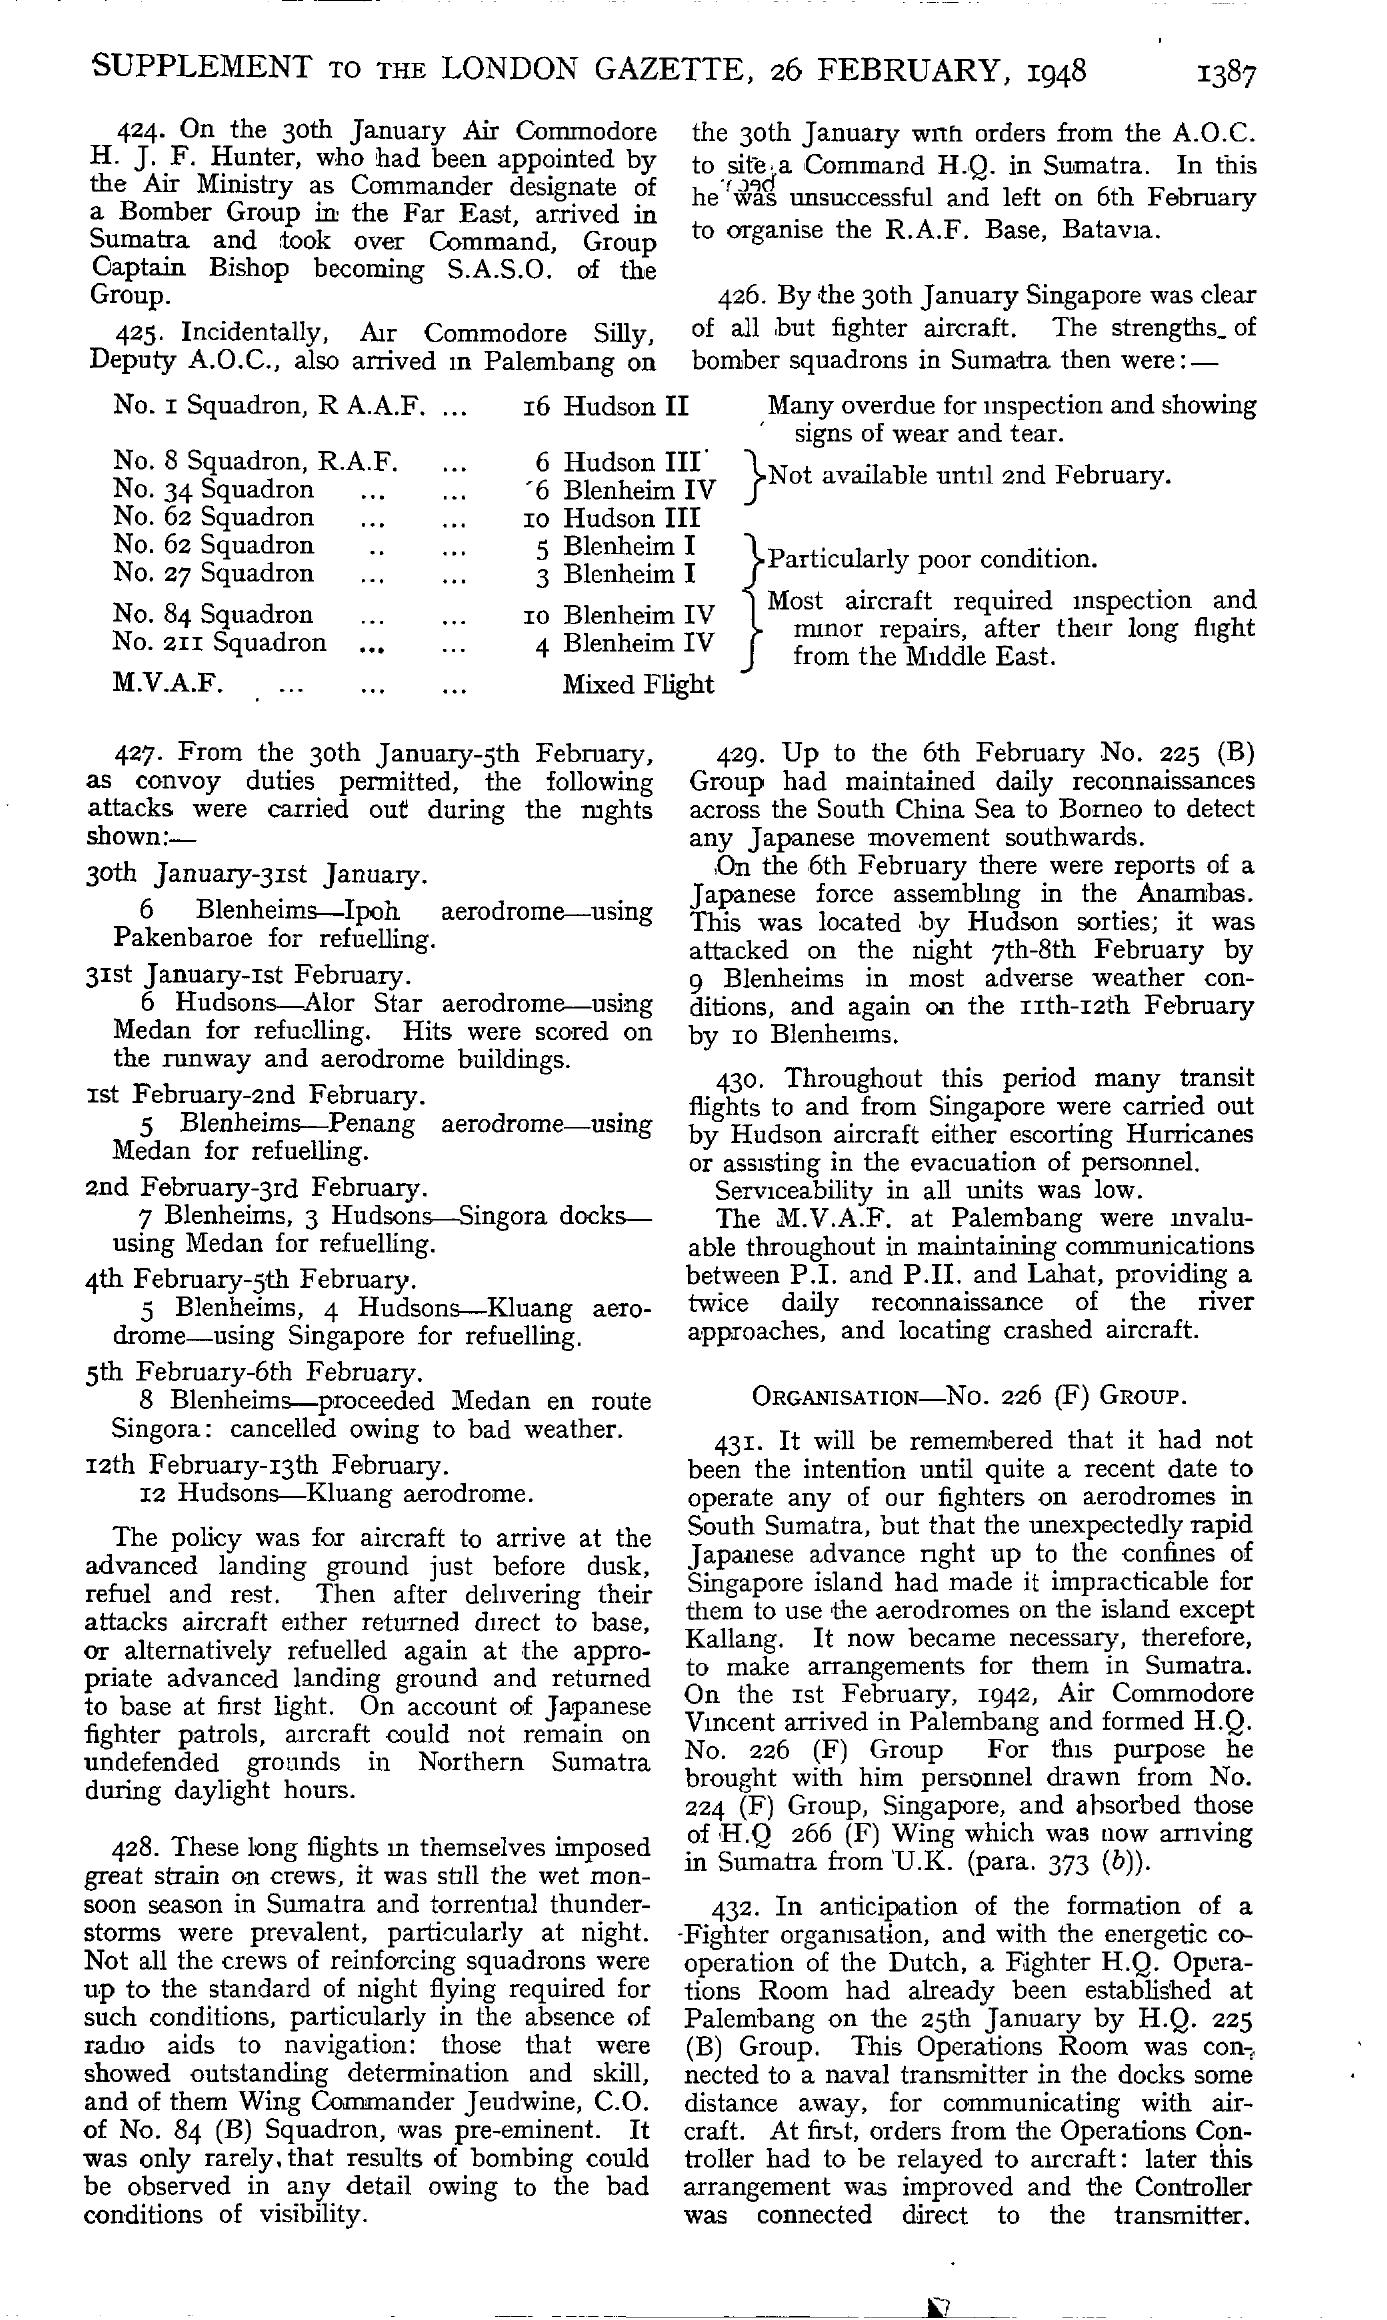 SUPPLEMENT TO THE LONDON GAZETTE, 26 FEBRUARY, 1948 1387
424. On the 30th January Air Commodore
H. J. F. Hunter, who had been appointed by
the Air Ministry as Commander designate of
a Bomber Group in the Far East, arrived in
Sumatra and took over Command, Group
Captain Bishop becoming S.A.S.O. of the
Group.
425. Incidentally, Air Commodore Silly,
Deputy A.O.C., also arrived in Palembang on
the 30th January with orders from the A.O.C.
to site a Command H.Q. in Sumatra. In this
he was unsuccessful and left on 6th February
to organise the R.A.F. Base, Batavia.
426. By the 30th January Singapore was clear
of all but fighter aircraft. The strengths of
bomber squadrons in Sumatra then were:—
No. 1 Squadron, R A.A.F. ... 16 Hudson II Many overdue for inspection and showing
signs of wear and tear.
No. 8 Squadron, R.A.F. ... 6 Hudson III
No. 34 Squadron ... ... 6 Blenheim IV } Not available until 2nd February.
No. 62 Squadron ... ... 10 Hudson III
No. 62 Squadron .. ... 5 Blenheim I
No. 27 Squadron ... ... 3 Blenheim I } Particularly poor condition.
No. 84 Squadron ... ... 10 Blenheim IV
No. 211 Squadron ... ... 4 Blenheim IV } Most aircraft required inspection and
minor repairs, after their long flight
from the Middle East.
M.V.A.F. ... ... ... Mixed Flight
427. From the 30th January-5th February,
as convoy duties permitted, the following
attacks were carried out during the nights
shown:—
30th January-31st January.
6 Blenheims—Ipoh aerodrome—using
Pakenbaroe for refuelling.
31st January-1st February.
6 Hudsons—Alor Star aerodrome—using
Medan for refuelling. Hits were scored on
the runway and aerodrome buildings.
1st February-2nd February.
5 Blenheims—Penang aerodrome—using
Medan for refuelling.
2nd February-3rd February.
7 Blenheims, 3 Hudsons—Singora docks—
using Medan for refuelling.
4th February-5th February.
5 Blenheims, 4 Hudsons—Kluang aero-
drome—using Singapore for refuelling.
5th February-6th February.
8 Blenheims—proceeded Medan en route
Singora: cancelled owing to bad weather.
12th February-13th February.
12 Hudsons—Kluang aerodrome.
The policy was for aircraft to arrive at the
advanced landing ground just before dusk,
refuel and rest. Then after delivering their
attacks aircraft either returned direct to base,
or alternatively refuelled again at the appro-
priate advanced landing ground and returned
to base at first light. On account of Japanese
fighter patrols, aircraft could not remain on
undefended grounds in Northern Sumatra
during daylight hours.
428. These long flights in themselves imposed
great strain on crews, it was still the wet mon-
soon season in Sumatra and torrential thunder-
storms were prevalent, particularly at night.
Not all the crews of reinforcing squadrons were
up to the standard of night flying required for
such conditions, particularly in the absence of
radio aids to navigation: those that were
showed outstanding determination and skill,
and of them Wing Commander Jeudwine, C.O.
of No. 84 (B) Squadron, was pre-eminent. It
was only rarely, that results of bombing could
be observed in any detail owing to the bad
conditions of visibility.
429. Up to the 6th February No. 225 (B)
Group had maintained daily reconnaissances
across the South China Sea to Borneo to detect
any Japanese movement southwards.
On the 6th February there were reports of a
Japanese force assembling in the Anambas.
This was located by Hudson sorties; it was
attacked on the night 7th-8th February by
9 Blenheims in most adverse weather con-
ditions, and again on the 11th-12th February
by 10 Blenheims.
430. Throughout this period many transit
flights to and from Singapore were carried out
by Hudson aircraft either escorting Hurricanes
or assisting in the evacuation of personnel.
Serviceability in all units was low.
The M.V.A.F. at Palembang were invalu-
able throughout in maintaining communications
between P.I. and P.II. and Lahat, providing a
twice daily reconnaissance of the river
approaches, and locating crashed aircraft.
ORGANISATION—NO. 226 (F) GROUP.
431. It will be remembered that it had not
been the intention until quite a recent date to
operate any of our fighters on aerodromes in
South Sumatra, but that the unexpectedly rapid
Japanese advance right up to the confines of
Singapore island had made it impracticable for
them to use the aerodromes on the island except
Kallang. It now became necessary, therefore,
to make arrangements for them in Sumatra.
On the 1st February, 1942, Air Commodore
Vincent arrived in Palembang and formed H.Q.
No. 226 (F) Group For this purpose he
brought with him personnel drawn from No.
224 (F) Group, Singapore, and absorbed those
of H.Q 266 (F) Wing which was now arriving
in Sumatra from U.K. (para. 373 (b)).
432. In anticipation of the formation of a
Fighter organisation, and with the energetic co-
operation of the Dutch, a Fighter H.Q. Opera-
tions Room had already been established at
Palembang on the 25th January by H.Q. 225
(B) Group. This Operations Room was con-
nected to a naval transmitter in the docks some
distance away, for communicating with air-
craft. At first, orders from the Operations Con-
troller had to be relayed to aircraft: later this
arrangement was improved and the Controller
was connected direct to the transmitter.